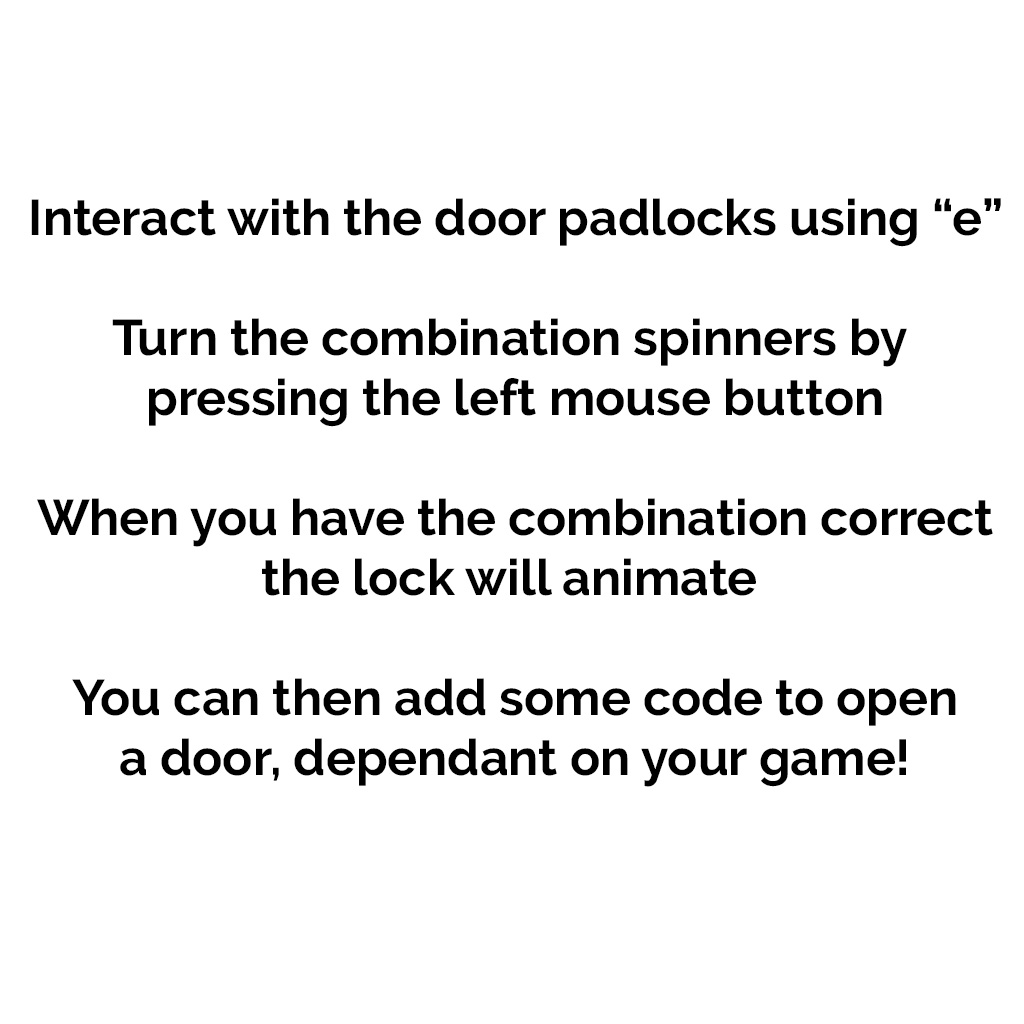 Interact with the door padlocks using “e”
Turn the combination spinners by
pressing the left mouse button
When you have the combination correct
the lock will animate
You can then add some code to open
a door, dependant on your game!